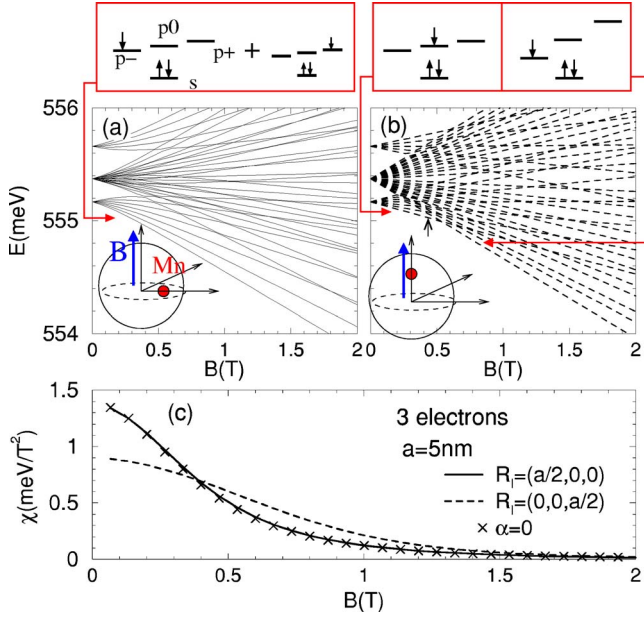 p0
p−
p+
+
s
556
555
554
E(meV)
(a)
B
Mn
0
0.5
1
1.5
2
B(T)
(b)
0
0.5
1
1.5
2
B(T)
1.5
1
0.5
0
χ(meV/T²)
(c)
3 electrons
a=5nm
R_I=(a/2,0,0)
R_I=(0,0,a/2)
× α=0
0
0.5
1
1.5
2
B(T)